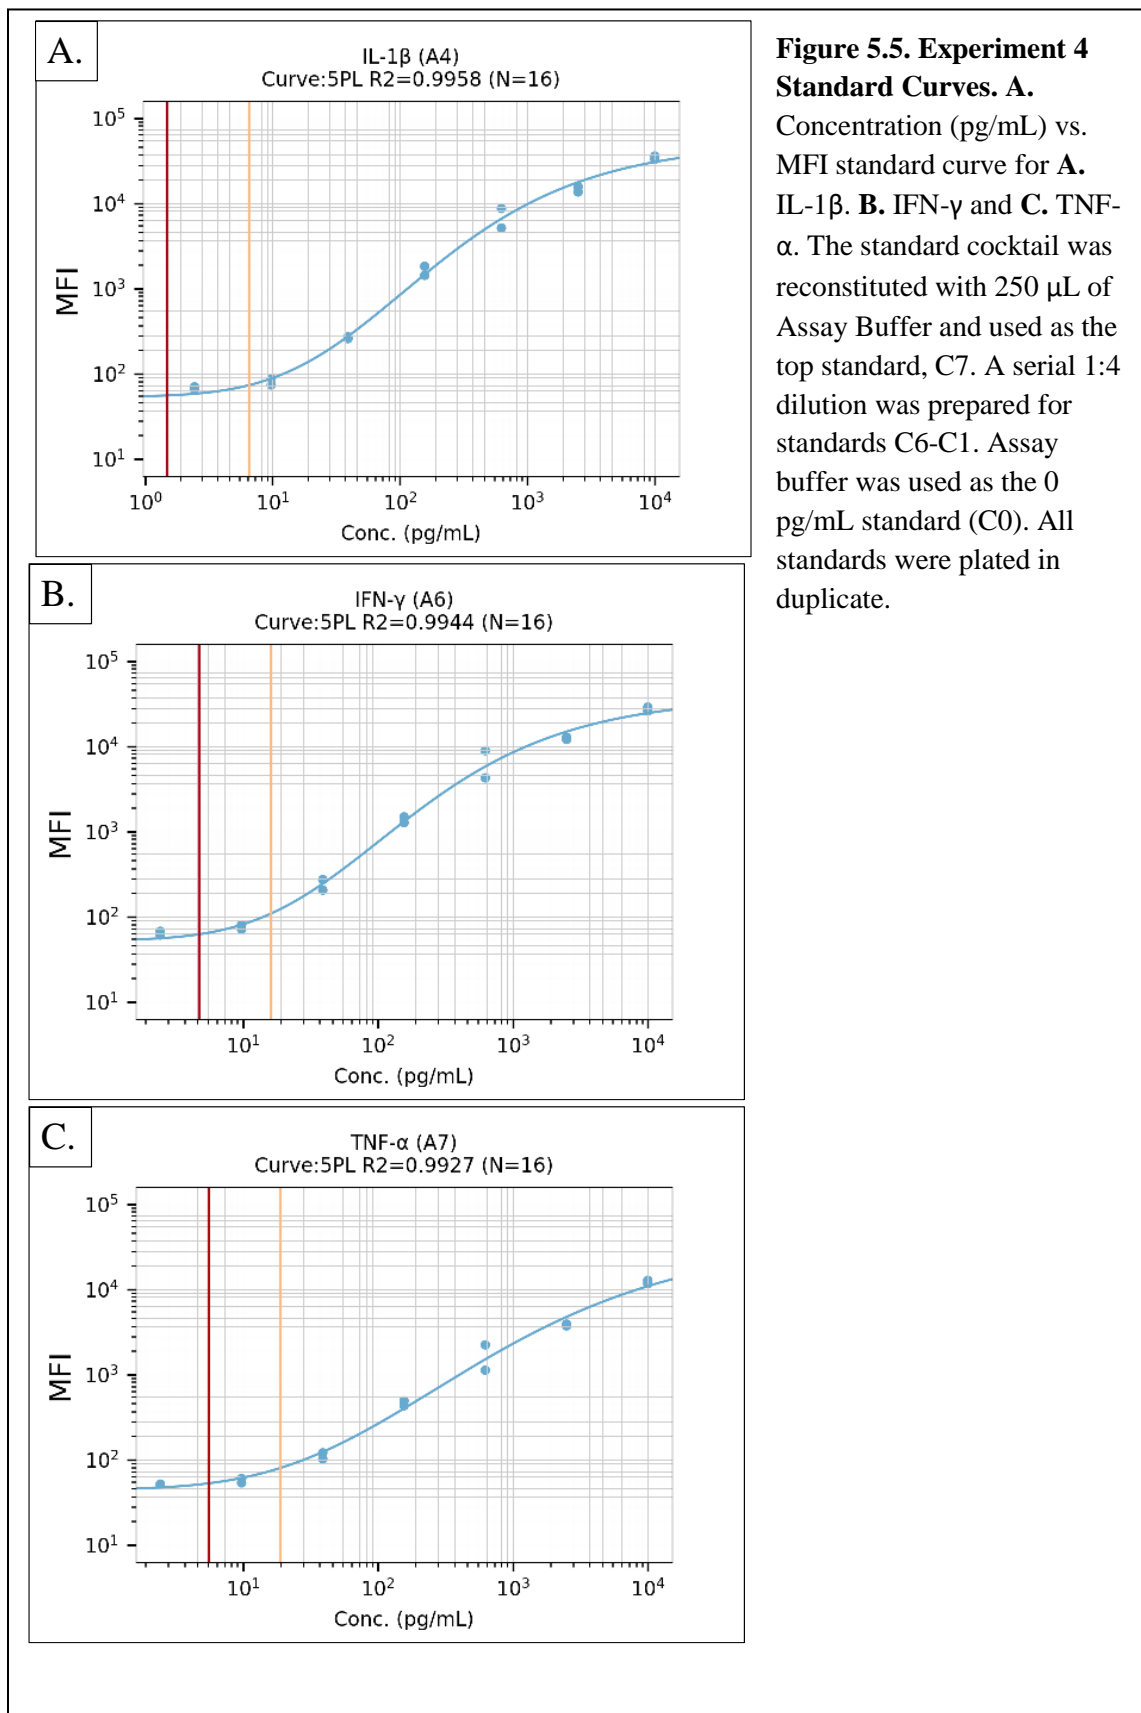 A.
IL-1β (A4)
Curve:5PL R2=0.9958 (N=16)
10⁵
10⁴
10³
10²
10¹
MFI
10⁰ 10¹ 10² 10³ 10⁴
Conc. (pg/mL)
B.
IFN-γ (A6)
Curve:5PL R2=0.9944 (N=16)
10⁵
10⁴
10³
10²
10¹
MFI
10¹ 10² 10³ 10⁴
Conc. (pg/mL)
C.
TNF-α (A7)
Curve:5PL R2=0.9927 (N=16)
10⁵
10⁴
10³
10²
10¹
MFI
10¹ 10² 10³ 10⁴
Conc. (pg/mL)
Figure 5.5. Experiment 4
Standard Curves. A.
Concentration (pg/mL) vs.
MFI standard curve for A.
IL-1β. B. IFN-γ and C. TNF-
α. The standard cocktail was
reconstituted with 250 μL of
Assay Buffer and used as the
top standard, C7. A serial 1:4
dilution was prepared for
standards C6-C1. Assay
buffer was used as the 0
pg/mL standard (C0). All
standards were plated in
duplicate.